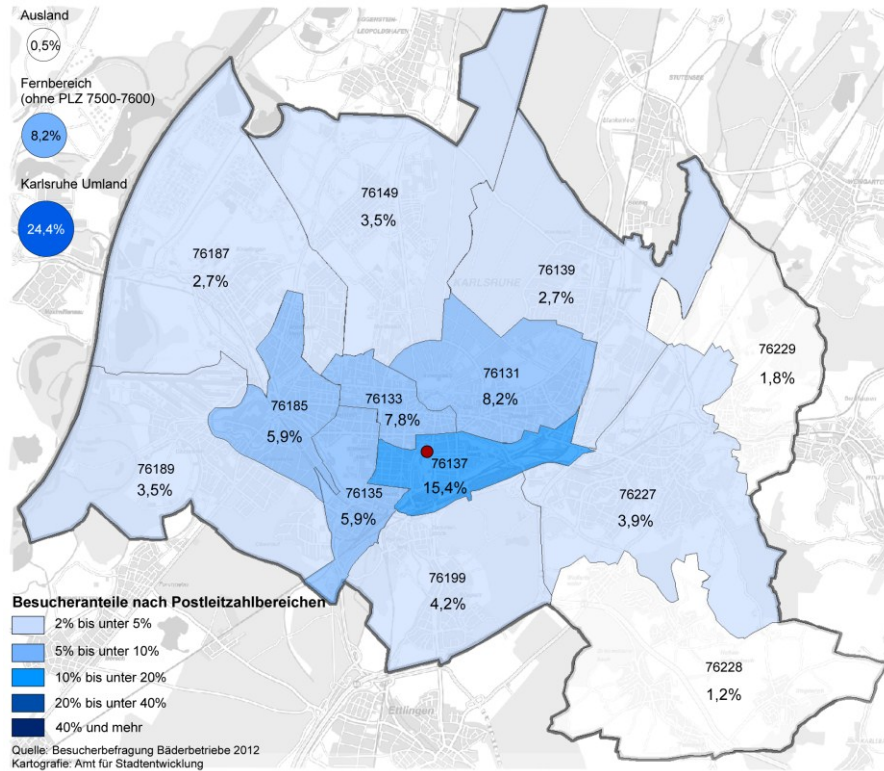 Ausland
0,5%
Fernbereich
(ohne PLZ 7500-7600)
8,2%
Karlsruhe Umland
24,4%
76149
3,5%
76187
2,7%
KARLSRUHE
76139
2,7%
76229
1,8%
76131
8,2%
76133
7,8%
76185
5,9%
76137
15,4%
76189
3,5%
76135
5,9%
76227
3,9%
76199
4,2%
76228
1,2%
Ettlingen
Besucheranteile nach Postleitzahlbereichen
2% bis unter 5%
5% bis unter 10%
10% bis unter 20%
20% bis unter 40%
40% und mehr
Quelle: Besucherbefragung Bäderbetriebe 2012
Kartografie: Amt für Stadtentwicklung